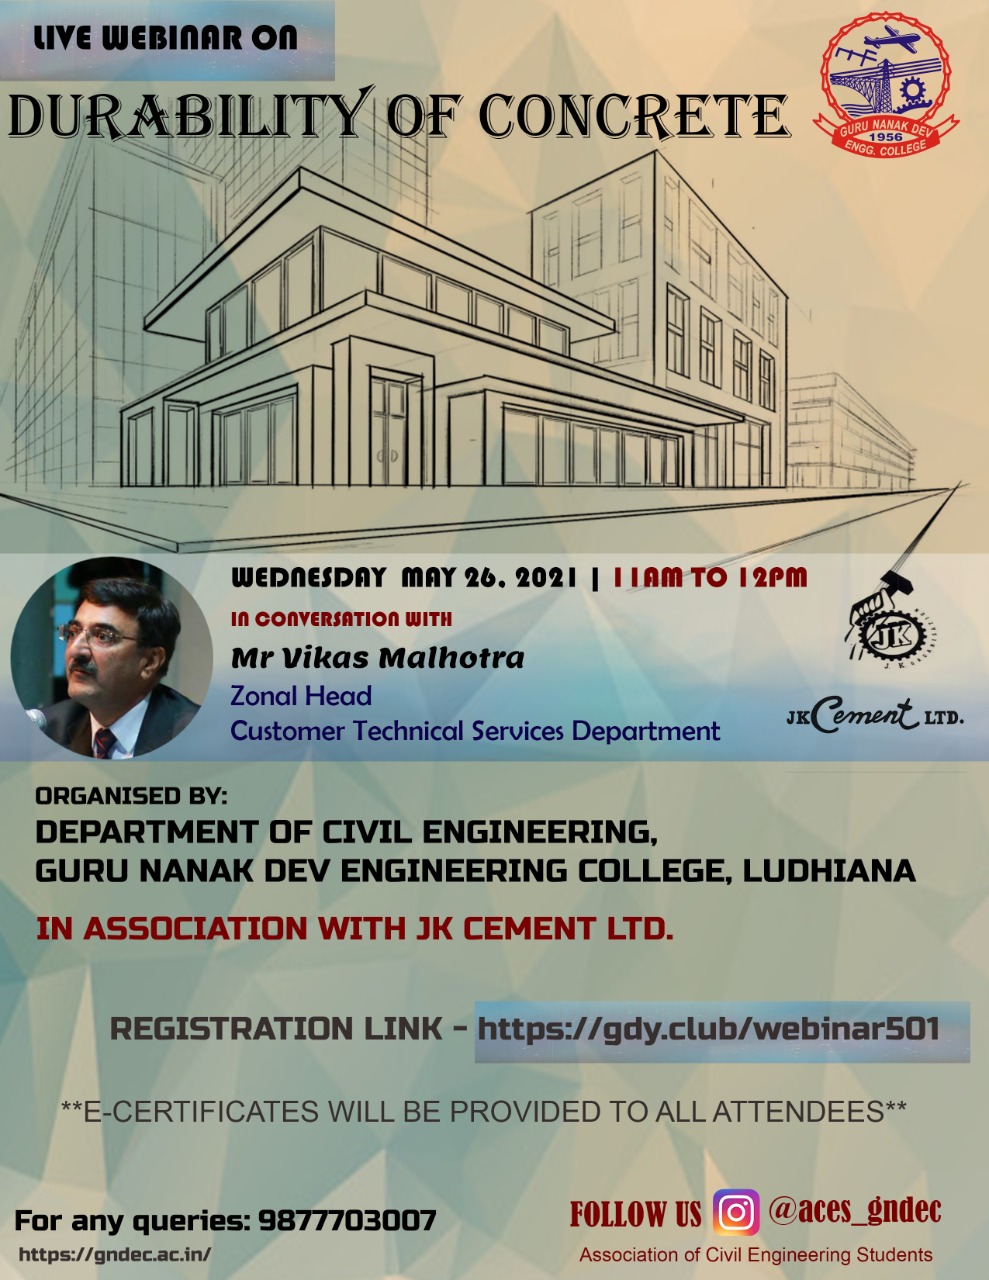 LIVE WEBINAR ON
DURABILITY OF CONCRETE
GURU NANAK DEV
1956
ENGG. COLLEGE
WEDNESDAY MAY 26, 2021 | 11AM TO 12PM
IN CONVERSATION WITH
Mr Vikas Malhotra
Zonal Head
Customer Technical Services Department
JK
JK Cement LTD.
ORGANISED BY:
DEPARTMENT OF CIVIL ENGINEERING,
GURU NANAK DEV ENGINEERING COLLEGE, LUDHIANA
IN ASSOCIATION WITH JK CEMENT LTD.
REGISTRATION LINK - https://gdy.club/webinar501
**E-CERTIFICATES WILL BE PROVIDED TO ALL ATTENDEES**
For any queries: 9877703007
https://gndec.ac.in/
FOLLOW US @aces_gndec
Association of Civil Engineering Students